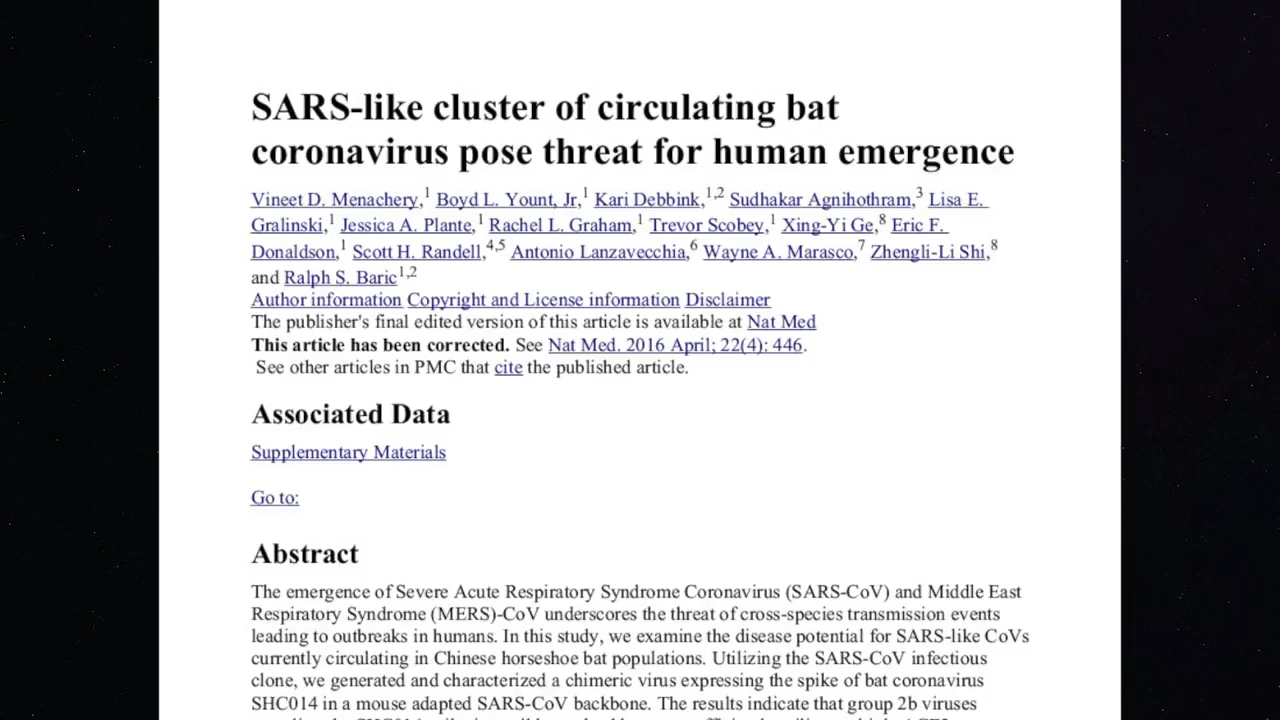 SARS-like cluster of circulating bat
coronavirus pose threat for human emergence
Vineet D. Menachery,1 Boyd L. Yount, Jr,1 Kari Debbink,1,2 Sudhakar Agnihothram,3 Lisa E.
Gralinski,1 Jessica A. Plante,1 Rachel L. Graham,1 Trevor Scobey,1 Xing-Yi Ge,8 Eric F.
Donaldson,1 Scott H. Randell,4,5 Antonio Lanzavecchia,6 Wayne A. Marasco,7 Zhengli-Li Shi,8
and Ralph S. Baric1,2
Author information Copyright and License information Disclaimer
The publisher's final edited version of this article is available at Nat Med
This article has been corrected. See Nat Med. 2016 April; 22(4): 446.
See other articles in PMC that cite the published article.
Associated Data
Supplementary Materials
Go to:
Abstract
The emergence of Severe Acute Respiratory Syndrome Coronavirus (SARS-CoV) and Middle East
Respiratory Syndrome (MERS)-CoV underscores the threat of cross-species transmission events
leading to outbreaks in humans. In this study, we examine the disease potential for SARS-like CoVs
currently circulating in Chinese horseshoe bat populations. Utilizing the SARS-CoV infectious
clone, we generated and characterized a chimeric virus expressing the spike of bat coronavirus
SHC014 in a mouse adapted SARS-CoV backbone. The results indicate that group 2b viruses